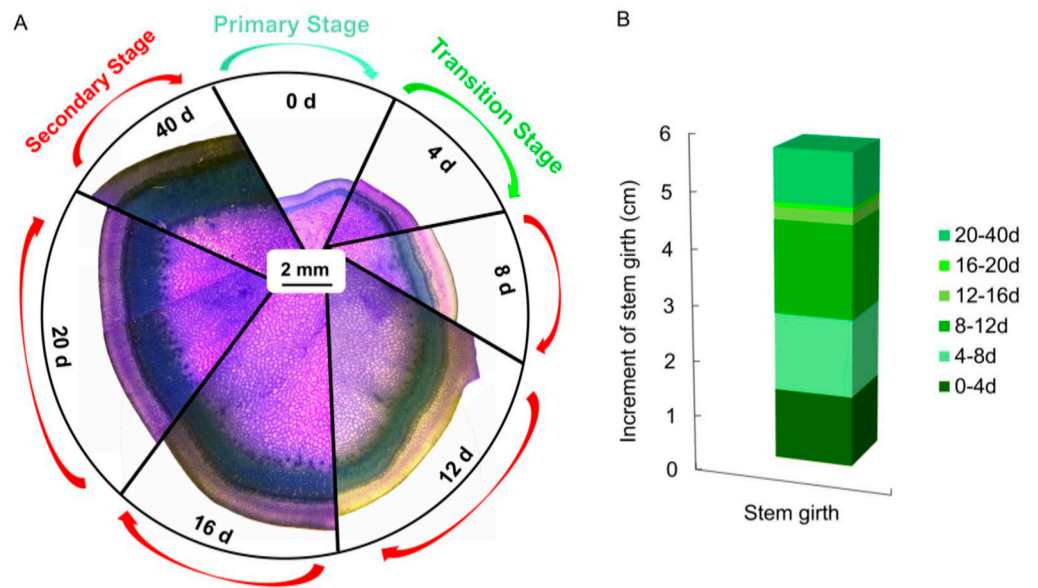 A
Primary Stage
Secondary Stage
Transition Stage
0 d
4 d
8 d
12 d
16 d
20 d
40 d
2 mm
B
Increment of stem girth (cm)
6
5
4
3
2
1
0
Stem girth
20-40d
16-20d
12-16d
8-12d
4-8d
0-4d